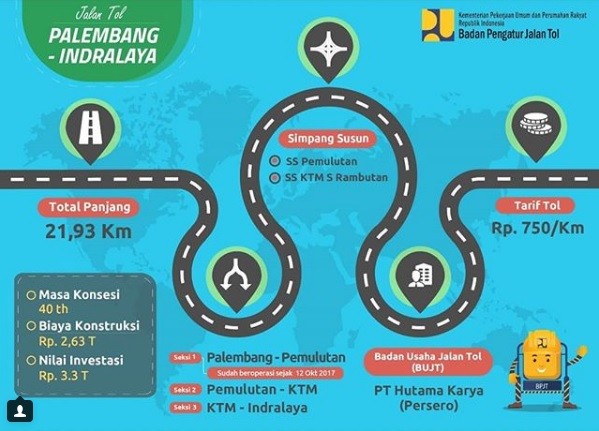 Jalan Tol
PALEMBANG
- INDRALAYA
Kementerian Pekerjaan Umum dan Perumahan Rakyat
Republik Indonesia
Badan Pengatur Jalan Tol
Simpang Susun
SS Pemulutan
SS KTM S Rambutan
Total Panjang
21,93 Km
Tarif Tol
Rp. 750/Km
Masa Konsesi
40 th
Biaya Konstruksi
Rp. 2,63 T
Nilai Investasi
Rp. 3.3 T
Seksi 1 Palembang - Pemulutan
Sudah beroperasi sejak 12 Okt 2017
Seksi 2 Pemulutan - KTM
Seksi 3 KTM - Indralaya
Badan Usaha Jalan Tol
(BUJT)
PT Hutama Karya
(Persero)
BPJT